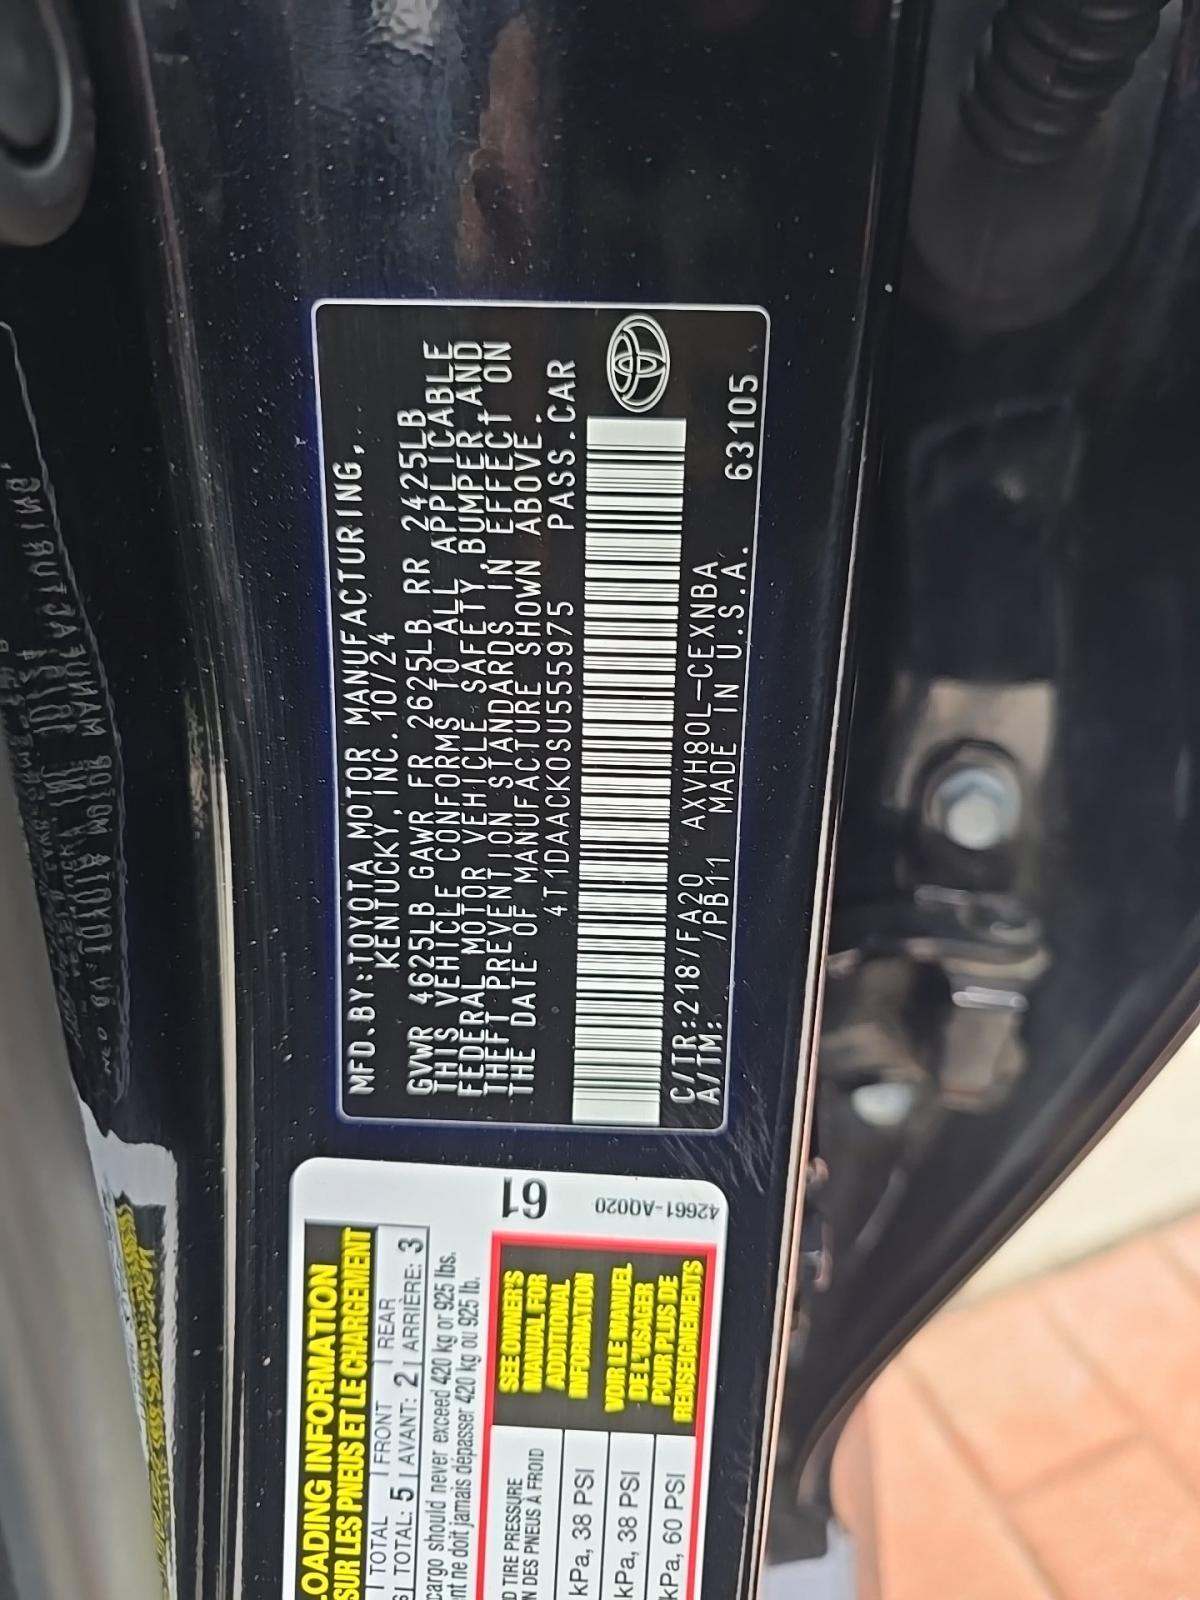 MFD.BY:TOYOTA MOTOR MANUFACTURING,
KENTUCKY,INC.10/24
GVWR 4625LB GAWR FR 2625LB RR 2425LB
THIS VEHICLE CONFORMS TO ALL APPLICABLE
FEDERAL MOTOR VEHICLE SAFETY,BUMPER,AND
THEFT PREVENTION STANDARDS IN EFFECT ON
THE DATE OF MANUFACTURE SHOWN ABOVE.
4T1DAACK0SU555975 PASS.CAR
C/TR:218/FA20 AXVH80L-CEXNBA
A/TM: /PB11 MADE IN U.S.A. 63105
LOADING INFORMATION
SUR LES PNEUS ET LE CHARGEMENT
TOTAL FRONT REAR
TOTAL: 5 AVANT: 2 ARRIÈRE: 3
cargo should never exceed 420 kg or 925 lbs.
ne doit jamais dépasser 420 kg ou 925 lb.
TIRE PRESSURE
DES PNEUS À FROID
kPa, 38 PSI
kPa, 38 PSI
kPa, 60 PSI
SEE OWNER'S
MANUAL FOR
ADDITIONAL
INFORMATION
VOIR LE MANUEL
DE L'USAGER
POUR PLUS DE
RENSEIGNEMENTS
61
42661-AQ020